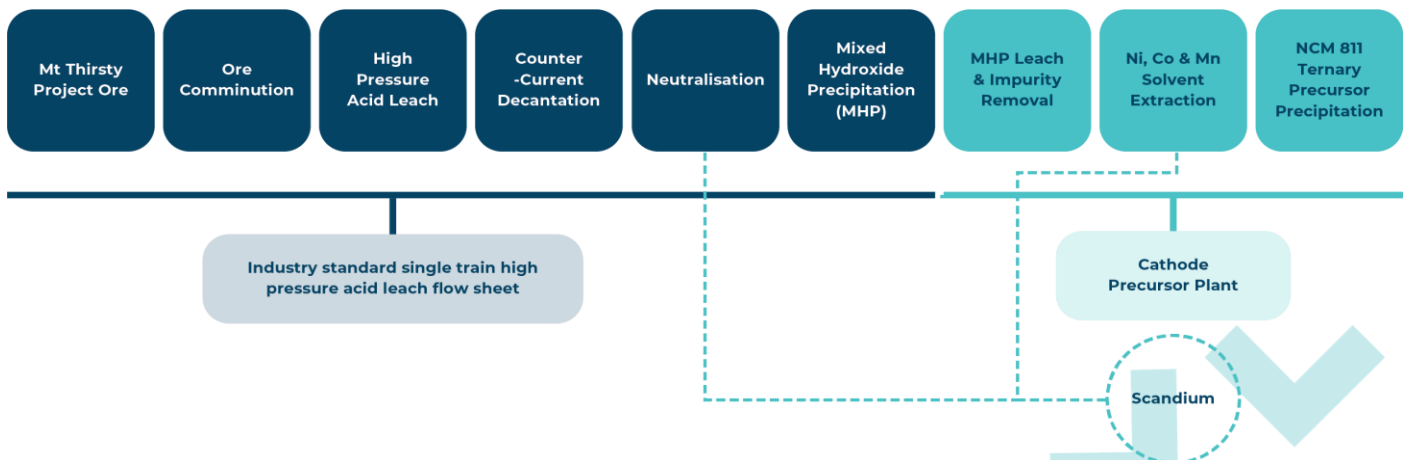 Mt Thirsty
Project Ore
Ore
Comminution
High
Pressure
Acid Leach
Counter
-Current
Decantation
Neutralisation
Mixed
Hydroxide
Precipitation
(MHP)
MHP Leach
& Impurity
Removal
Ni, Co & Mn
Solvent
Extraction
NCM 811
Ternary
Precursor
Precipitation
Industry standard single train high
pressure acid leach flow sheet
Cathode
Precursor Plant
Scandium